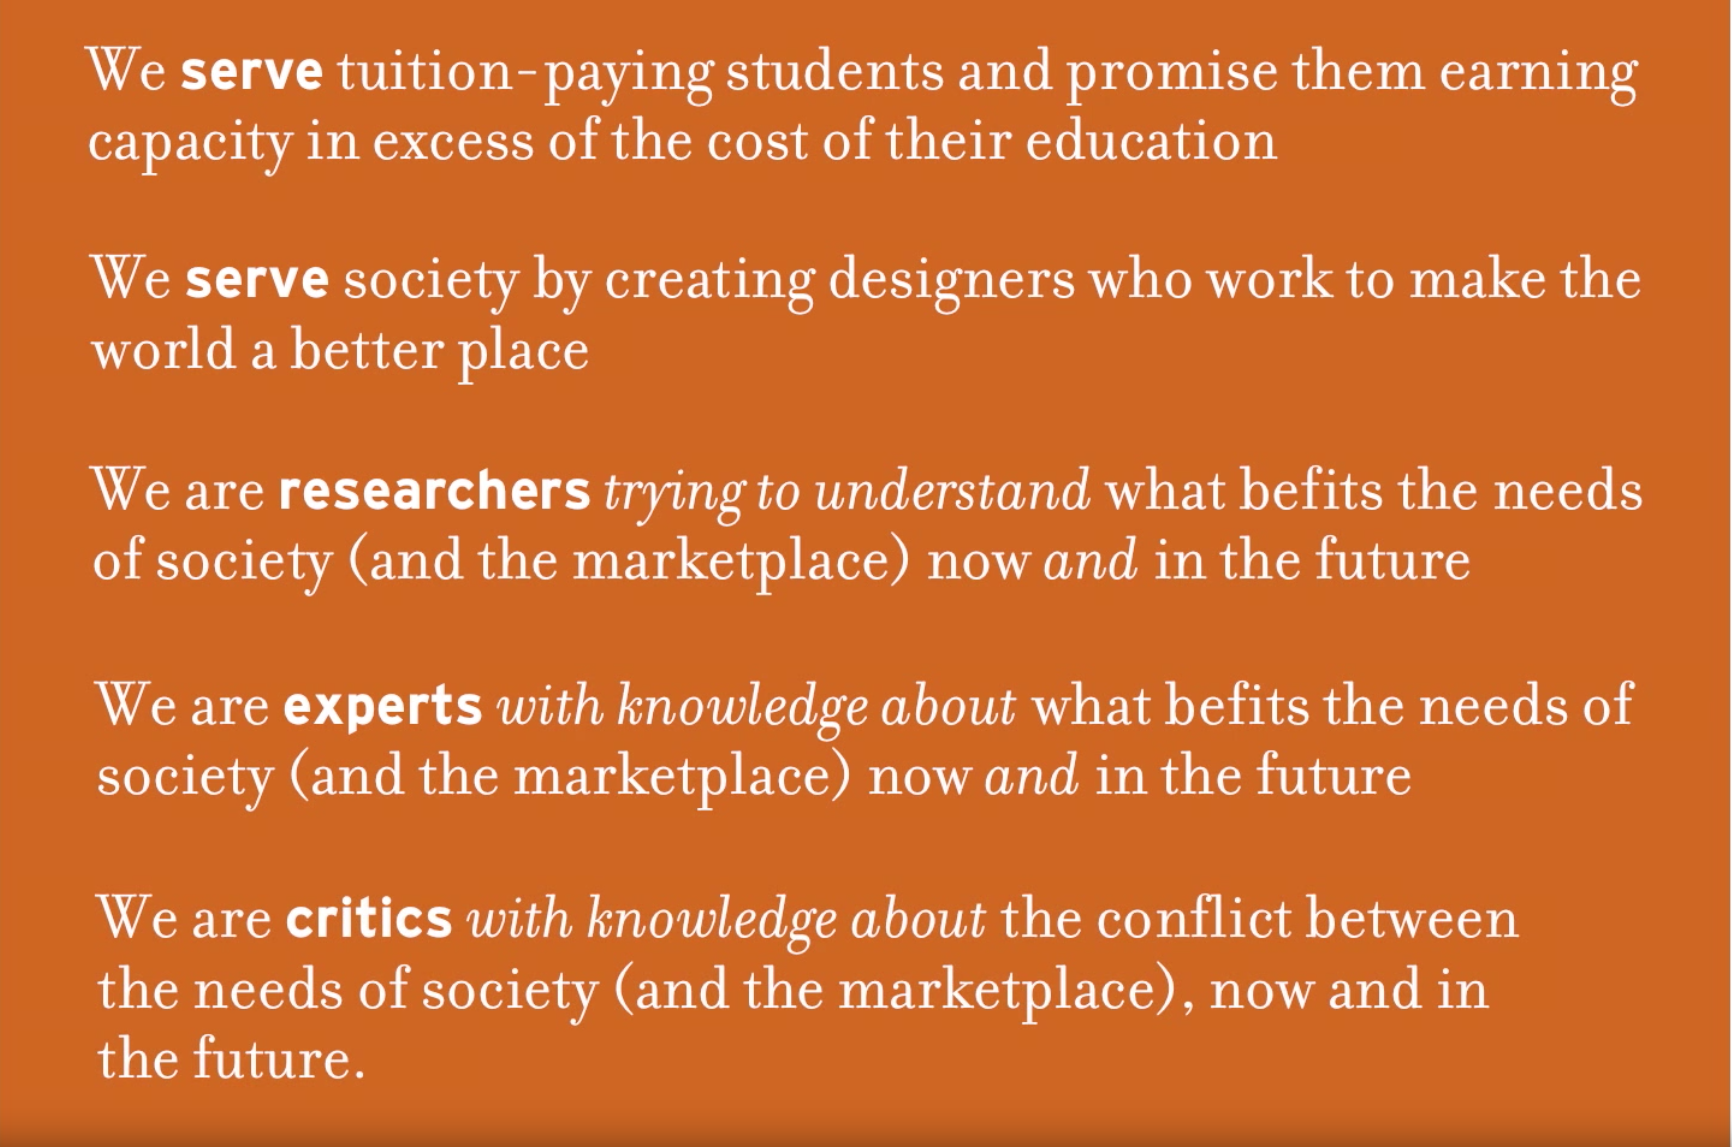 We serve tuition-paying students and promise them earning
capacity in excess of the cost of their education
We serve society by creating designers who work to make the
world a better place
We are researchers trying to understand what befits the needs
of society (and the marketplace) now and in the future
We are experts with knowledge about what befits the needs of
society (and the marketplace) now and in the future
We are critics with knowledge about the conflict between
the needs of society (and the marketplace), now and in
the future.